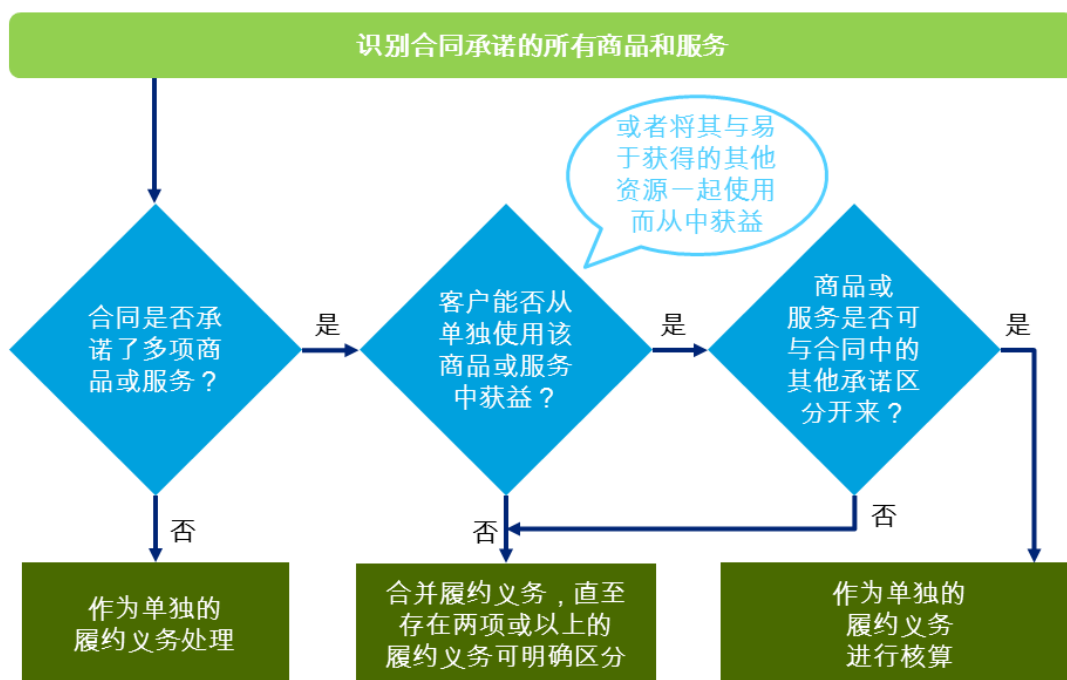 识别合同承诺的所有商品和服务
或者将其与易
于获得的其他
资源一起使用
而从中获益
合同是否承
诺了多项商
品或服务？
是
客户能否从
单独使用该
商品或服务
中获益？
是
商品或
服务是否可
与合同中的
其他承诺区
分开来？
是
否
否
否
作为单独的
履约义务处理
合并履约义务，直至
存在两项或以上的
履约义务可明确区分
作为单独的
履约义务
进行核算